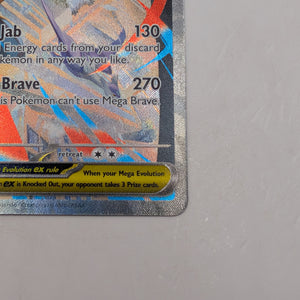 Jab 130
Energy cards from your discard
okémon in any way you like.
Brave 270
is Pokémon can't use Mega Brave.
retreat
Evolution ex rule When your Mega Evolution
ex is Knocked Out, your opponent takes 3 Prize cards.